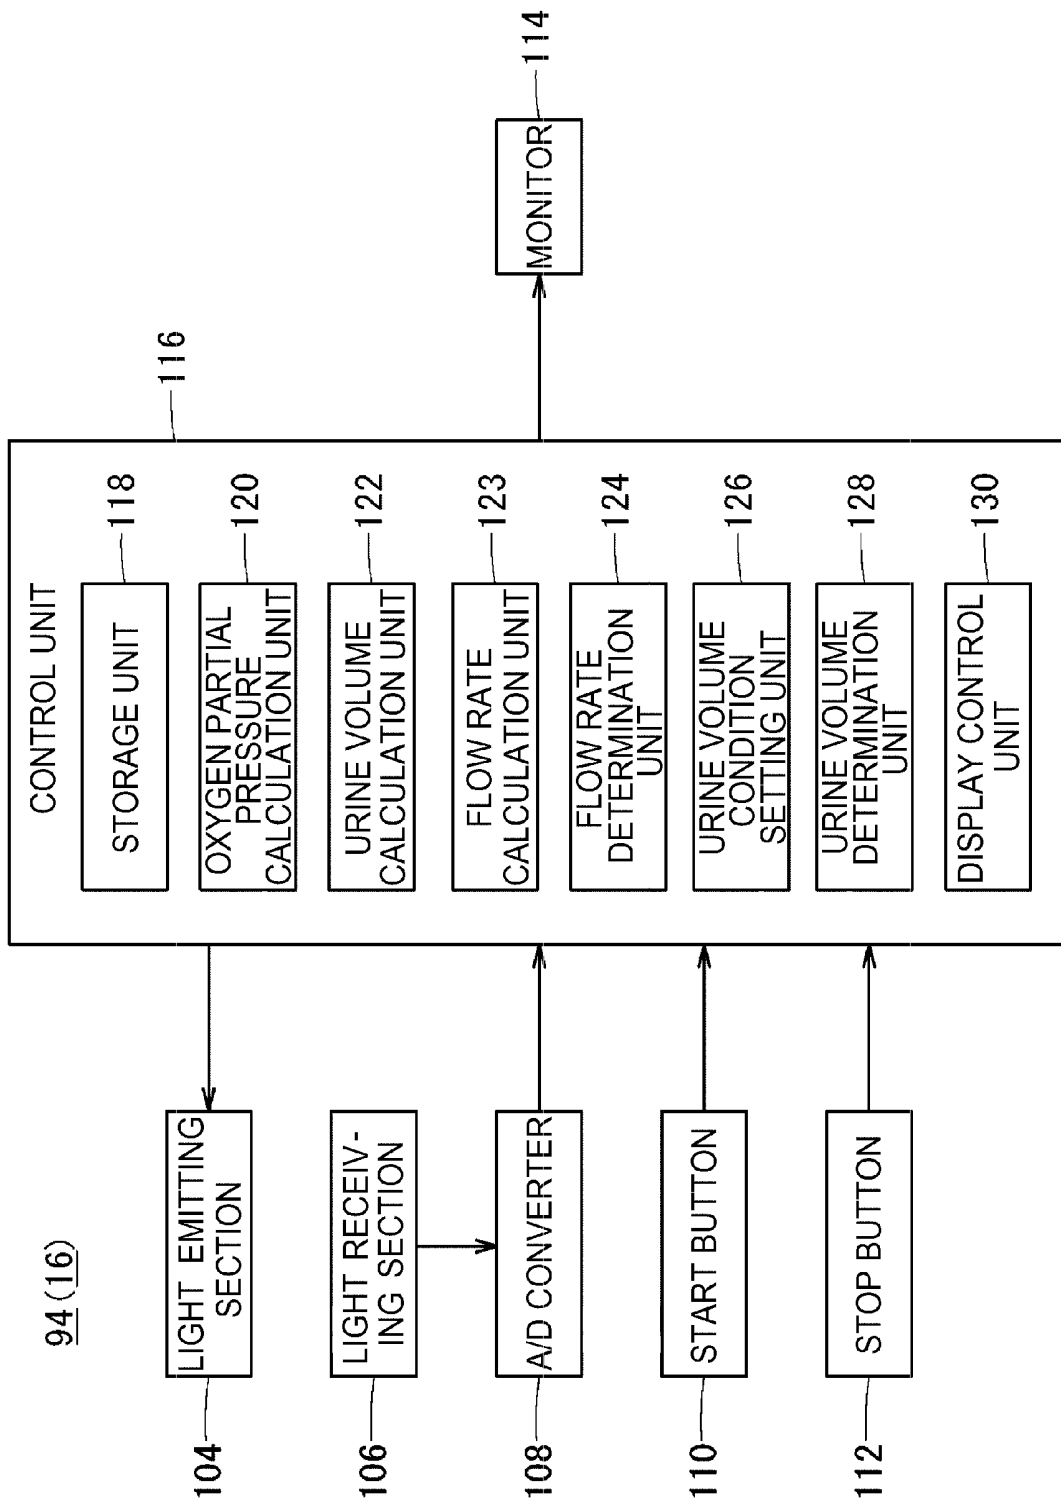 94(16)
LIGHT EMITTING
SECTION
104
LIGHT RECEIV-
ING SECTION
106
A/D CONVERTER
108
START BUTTON
110
STOP BUTTON
112
CONTROL UNIT
116
STORAGE UNIT
118
OXYGEN PARTIAL
PRESSURE
CALCULATION UNIT
120
URINE VOLUME
CALCULATION UNIT
122
FLOW RATE
CALCULATION UNIT
123
FLOW RATE
DETERMINATION
UNIT
124
URINE VOLUME
CONDITION
SETTING UNIT
126
URINE VOLUME
DETERMINATION
UNIT
128
DISPLAY CONTROL
UNIT
130
MONITOR
114